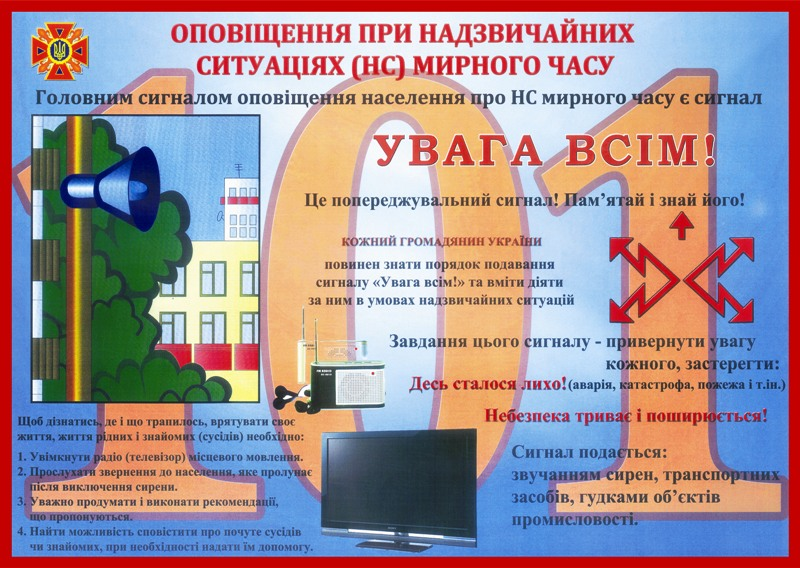 ОПОВІЩЕННЯ ПРИ НАДЗВИЧАЙНИХ
СИТУАЦІЯХ (НС) МИРНОГО ЧАСУ
Головним сигналом оповіщення населення про НС мирного часу є сигнал
УВАГА ВСІМ!
Це попереджувальний сигнал! Пам’ятай і знай його!
КОЖНИЙ ГРОМАДЯНИН УКРАЇНИ
повинен знати порядок подавання
сигналу «Увага всім!» та вміти діяти
за ним в умовах надзвичайних ситуацій
Завдання цього сигналу - привернути увагу
кожного, застерегти:
Десь сталося лихо! (аварія, катастрофа, пожежа і т.ін.)
Небезпека триває і поширюється!
Щоб дізнатись, де і що трапилось, врятувати своє
життя, життя рідних і знайомих (сусідів) необхідно:
1. Увімкнути радіо (телевізор) місцевого мовлення.
2. Прослухати звернення до населення, яке пролунає
після виключення сирени.
3. Уважно продумати і виконати рекомендації,
що пропонуються.
4. Найти можливість сповістити про почуте сусідів
чи знайомих, при необхідності надати їм допомогу.
Сигнал подається:
звучанням сирен, транспортних
засобів, гудками об’єктів
промисловості.
101